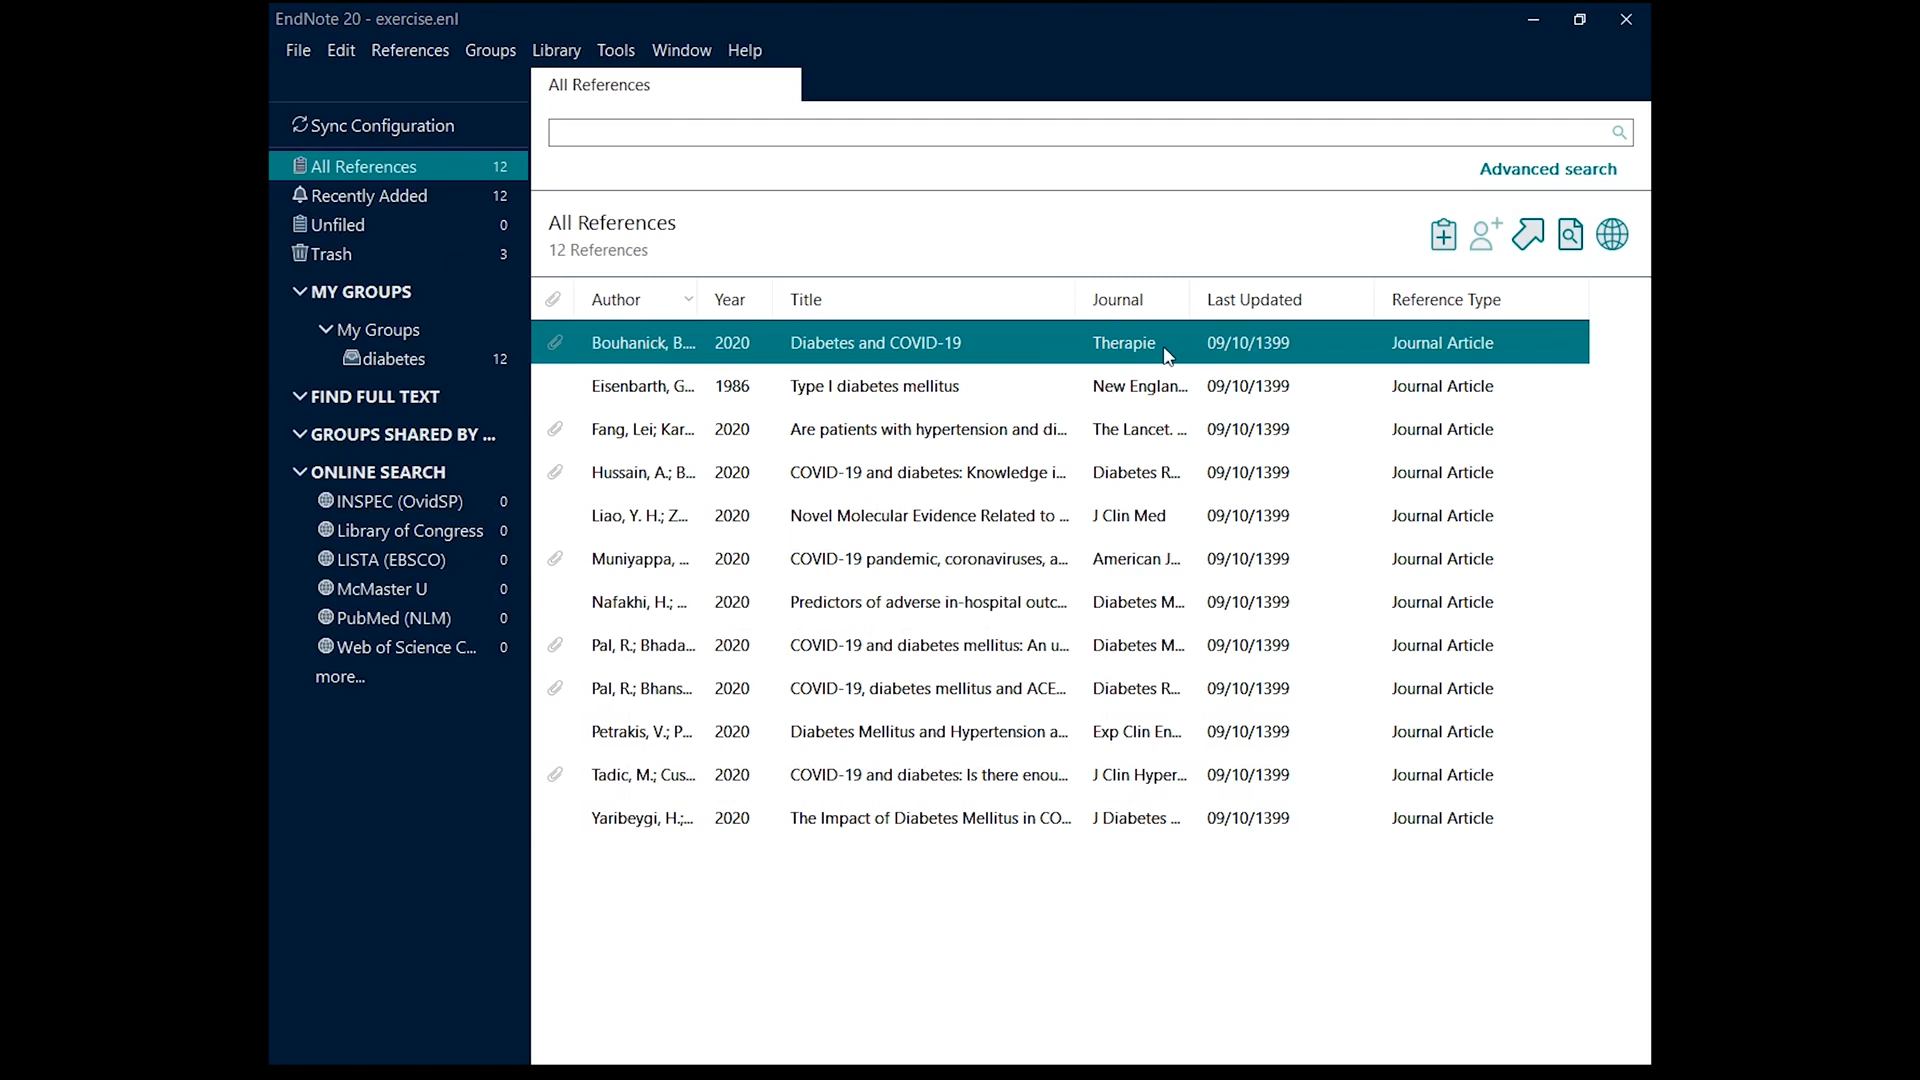 EndNote 20 - exercise.enl
File Edit References Groups Library Tools Window Help
All References
Sync Configuration
Advanced search
All References 12
Recently Added 12
Unfiled 0
Trash 3
MY GROUPS
My Groups
diabetes 12
FIND FULL TEXT
GROUPS SHARED BY ...
ONLINE SEARCH
INSPEC (OvidSP) 0
Library of Congress 0
LISTA (EBSCO) 0
McMaster U 0
PubMed (NLM) 0
Web of Science C... 0
more...
All References
12 References
Author Year Title Journal Last Updated Reference Type
Bouhanick, B.... 2020 Diabetes and COVID-19 Therapie 09/10/1399 Journal Article
Eisenbarth, G... 1986 Type I diabetes mellitus New Englan... 09/10/1399 Journal Article
Fang, Lei; Kar... 2020 Are patients with hypertension and di... The Lancet. ... 09/10/1399 Journal Article
Hussain, A.; B... 2020 COVID-19 and diabetes: Knowledge i... Diabetes R... 09/10/1399 Journal Article
Liao, Y. H.; Z... 2020 Novel Molecular Evidence Related to ... J Clin Med 09/10/1399 Journal Article
Muniyappa, ... 2020 COVID-19 pandemic, coronaviruses, a... American J... 09/10/1399 Journal Article
Nafakhi, H.; ... 2020 Predictors of adverse in-hospital outc... Diabetes M... 09/10/1399 Journal Article
Pal, R.; Bhada... 2020 COVID-19 and diabetes mellitus: An u... Diabetes M... 09/10/1399 Journal Article
Pal, R.; Bhans... 2020 COVID-19, diabetes mellitus and ACE... Diabetes R... 09/10/1399 Journal Article
Petrakis, V.; P... 2020 Diabetes Mellitus and Hypertension a... Exp Clin En... 09/10/1399 Journal Article
Tadic, M.; Cus... 2020 COVID-19 and diabetes: Is there enou... J Clin Hyper... 09/10/1399 Journal Article
Yaribeygi, H.;... 2020 The Impact of Diabetes Mellitus in CO... J Diabetes ... 09/10/1399 Journal Article